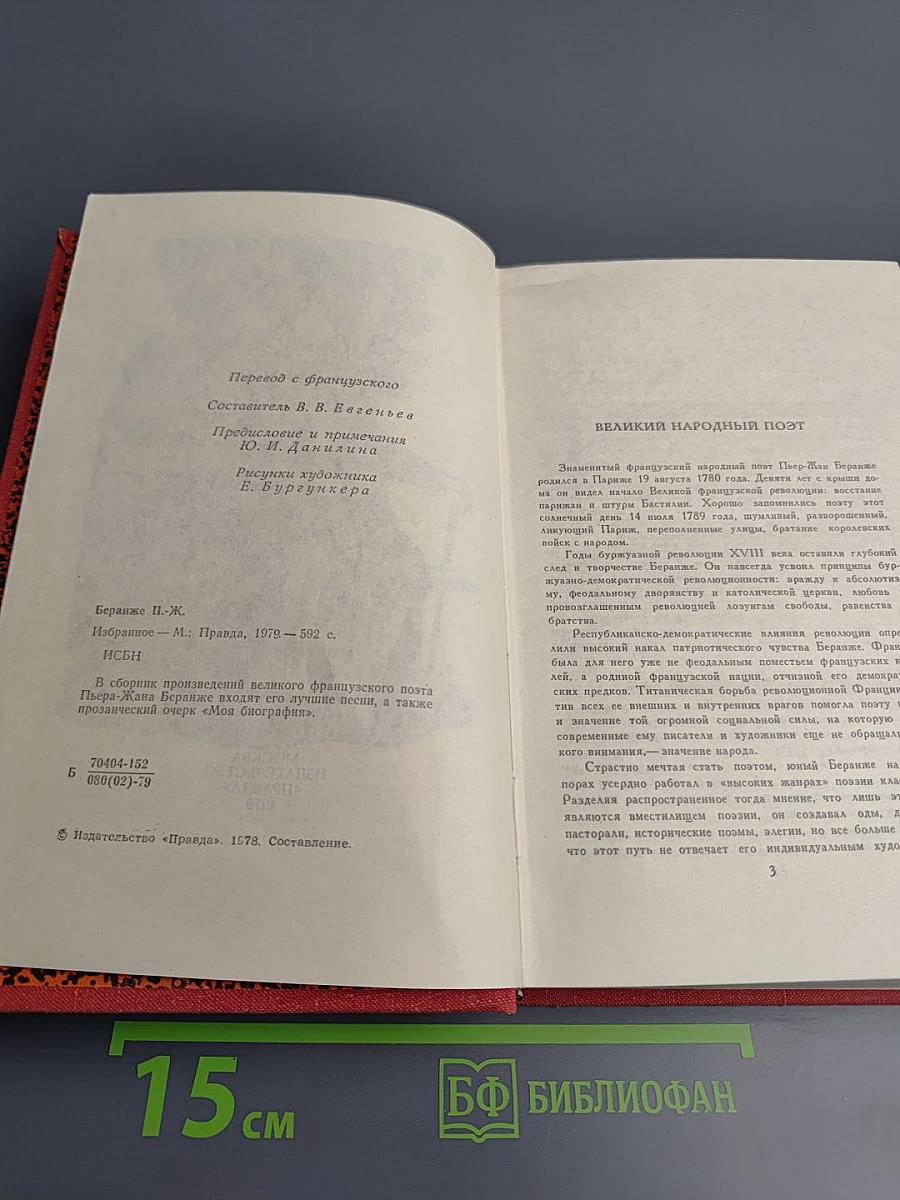 Перевод с французского
Составитель В. В. Евгеньев
Предисловие и примечания
Ю. И. Данилина
Рисунки художника
Е. Бургункера
Беранже П.-Ж.
Избранное — М.: Правда, 1979. — 592 с.
ИСБН
В сборник произведений великого французского поэта
Пьера-Жана Беранже входят его лучшие песни, а также
прозаический очерк «Моя биография».
Б 70404-152
080(02)-79
© Издательство «Правда». 1978. Составление.
ВЕЛИКИЙ НАРОДНЫЙ ПОЭТ
Знаменитый французский народный поэт Пьер-Жан Беранже
родился в Париже 19 августа 1780 года. Девяти лет с крыши до-
ма он видел начало Великой французской революции: восстание
парижан и штурм Бастилии. Хорошо запомнились поэту этот
солнечный день 14 июля 1789 года, шумливый, развороченный,
ликующий Париж, переполненные улицы, братание королевских
войск с народом.
Годы буржуазной революции XVIII века оставили глубокий
след в творчестве Беранже. Он навсегда усвоил принципы бур-
жуазно-демократической революционности: вражду к абсолютиз-
му, феодальному дворянству и католической церкви, любовь
провозглашенным революцией лозунгам свободы, равенства
братства.
Республиканско-демократические влияния революции опре
лили высокий накал патриотического чувства Беранже. Фран
была для него уже не феодальным поместьем французских к
лей, а родиной французской нации, отчизной его демократ
ских предков. Титаническая борьба революционной Франци
тив всех ее внешних и внутренних врагов помогла поэту
и значение той огромной социальной силы, на которую
современные ему писатели и художники еще не обращал
кого внимания,— значение народа.
Страстно мечтая стать поэтом, юный Беранже на
порах усердно работал в «высоких жанрах» поэзии кла
Разделяя распространенное тогда мнение, что лишь эт
являются вместилищем поэзии, он создавал оды, д
пасторали, исторические поэмы, элегии, но все больше
что этот путь не отвечает его индивидуальным худо
3
15 см
БФ БИБЛИОФАН